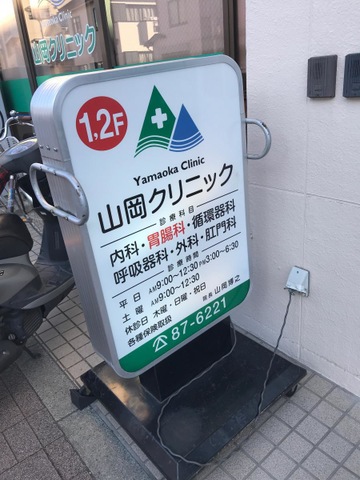 山岡クリニック
1,2F
Yamaoka Clinic
山岡クリニック
診療科目
内科・胃腸科・循環器科
呼吸器科・外科・肛門科
診療時間
平日 AM9:00~12:30 PM3:00~6:30
土曜 AM9:00~12:30
休診日 木曜・日曜・祝日
各種保険取扱 院長 山岡博之
87-6221